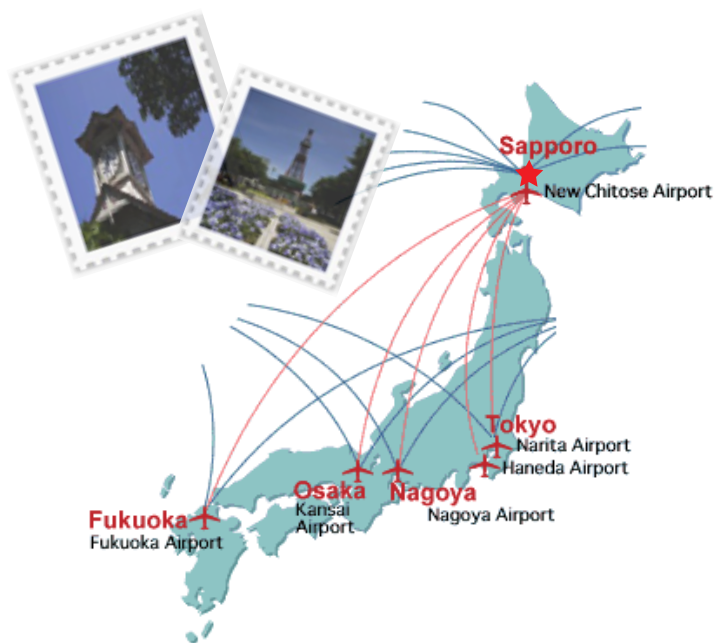 Sapporo
New Chitose Airport
Tokyo
Narita Airport
Haneda Airport
Osaka
Kansai
Airport
Nagoya
Nagoya Airport
Fukuoka
Fukuoka Airport